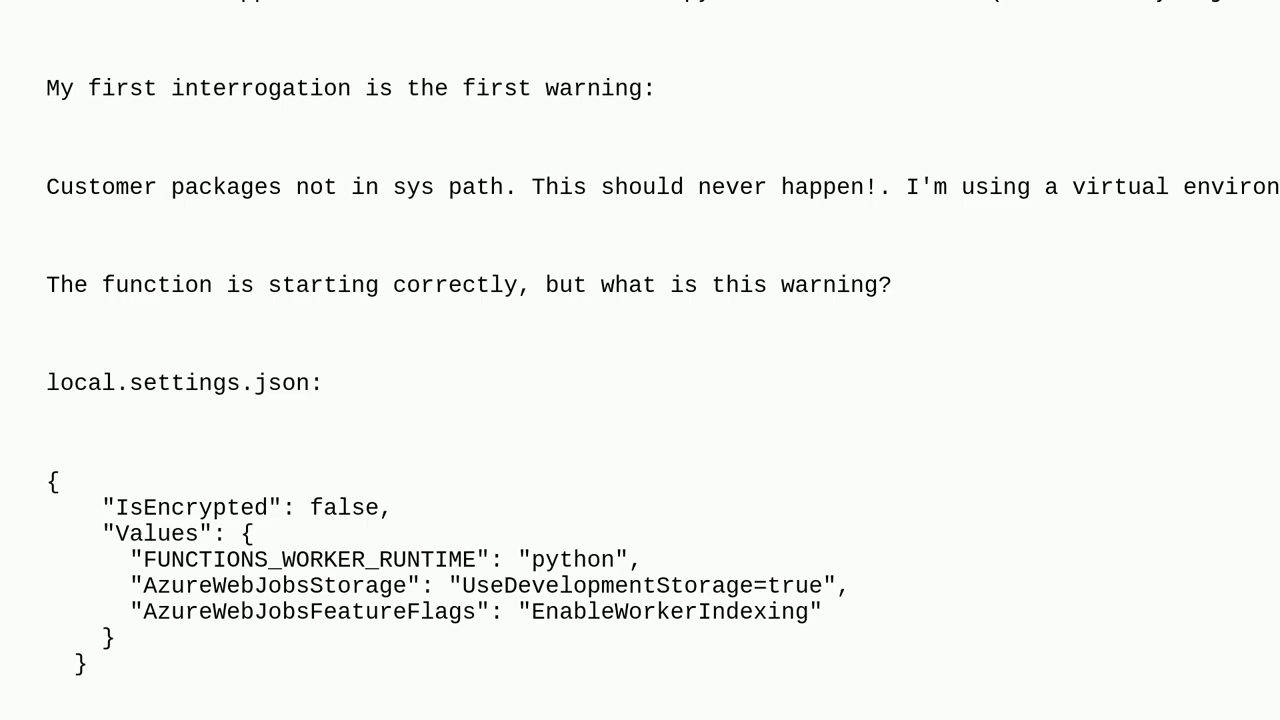 My first interrogation is the first warning:
Customer packages not in sys path. This should never happen!. I'm using a virtual environ
The function is starting correctly, but what is this warning?
local.settings.json:
{
    "IsEncrypted": false,
    "Values": {
      "FUNCTIONS_WORKER_RUNTIME": "python",
      "AzureWebJobsStorage": "UseDevelopmentStorage=true",
      "AzureWebJobsFeatureFlags": "EnableWorkerIndexing"
    }
  }